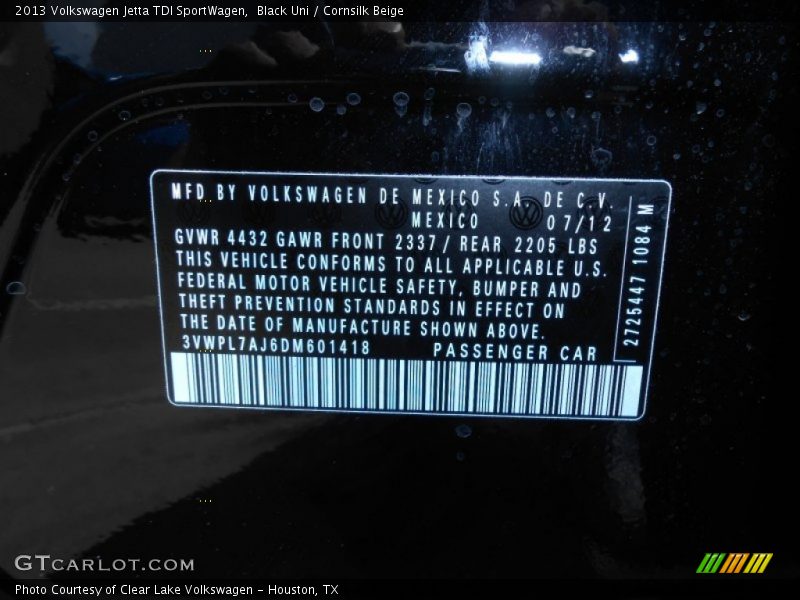 2013 Volkswagen Jetta TDI SportWagen,  Black Uni / Cornsilk Beige
MFD BY VOLKSWAGEN DE MEXICO S.A. DE C.V.
MEXICO 07/12
GVWR 4432 GAWR FRONT 2337 / REAR 2205 LBS
THIS VEHICLE CONFORMS TO ALL APPLICABLE U.S.
FEDERAL MOTOR VEHICLE SAFETY, BUMPER AND
THEFT PREVENTION STANDARDS IN EFFECT ON
THE DATE OF MANUFACTURE SHOWN ABOVE.
3VWPL7AJ6DM601418 PASSENGER CAR
2725447 1084 M
GTCARLOT.COM
Photo Courtesy of Clear Lake Volkswagen - Houston, TX